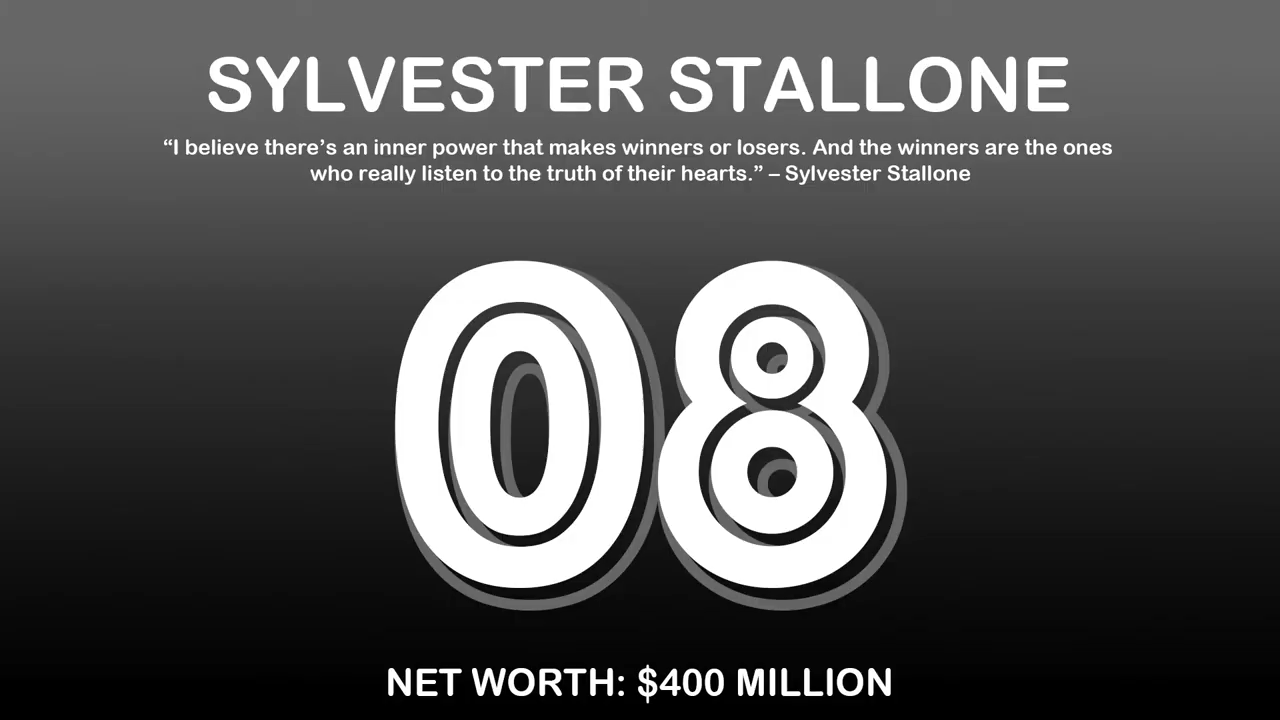 SYLVESTER STALLONE
“I believe there’s an inner power that makes winners or losers. And the winners are the ones
who really listen to the truth of their hearts.” – Sylvester Stallone
08
NET WORTH: $400 MILLION